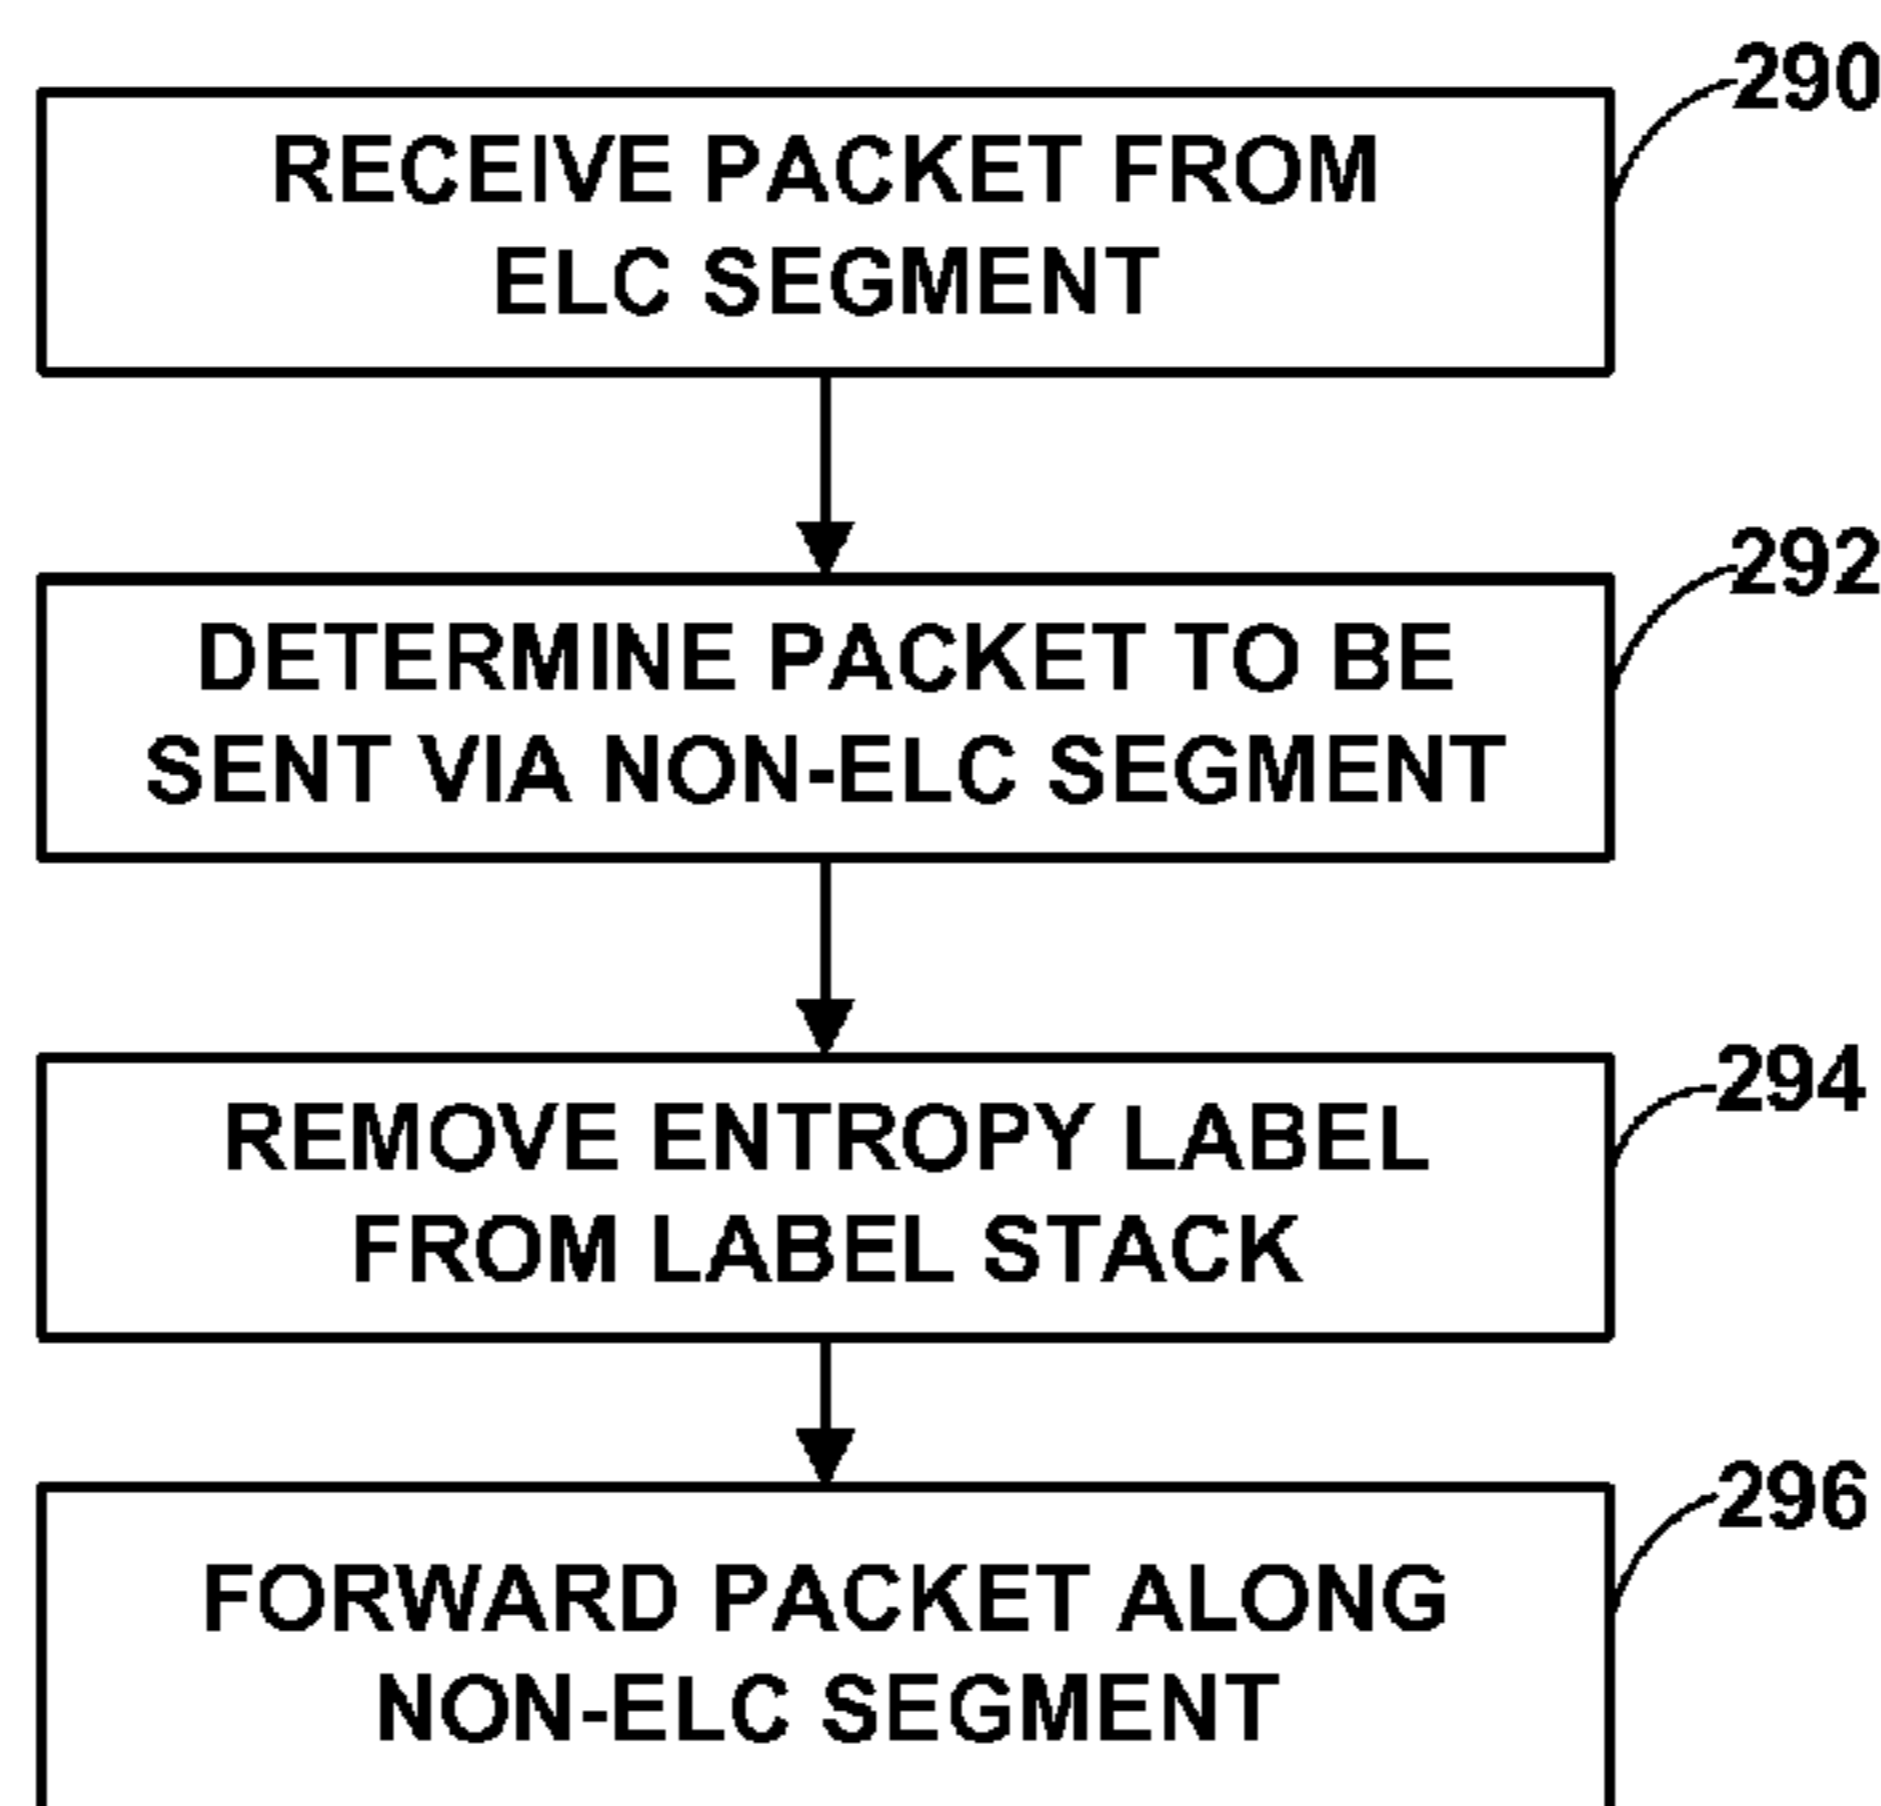 290
RECEIVE PACKET FROM
ELC SEGMENT
292
DETERMINE PACKET TO BE
SENT VIA NON-ELC SEGMENT
294
REMOVE ENTROPY LABEL
FROM LABEL STACK
296
FORWARD PACKET ALONG
NON-ELC SEGMENT